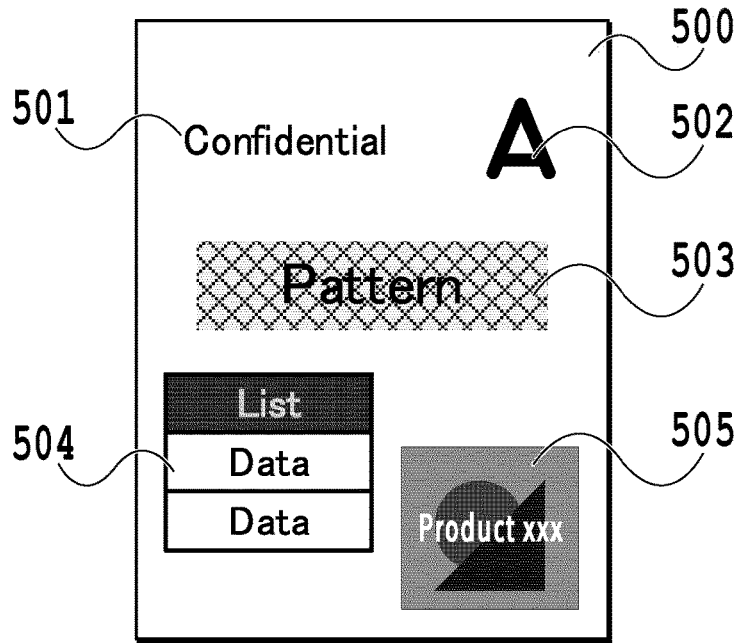 500
501
Confidential
A
502
Pattern
503
List
504
Data
505
Product xxx
Data